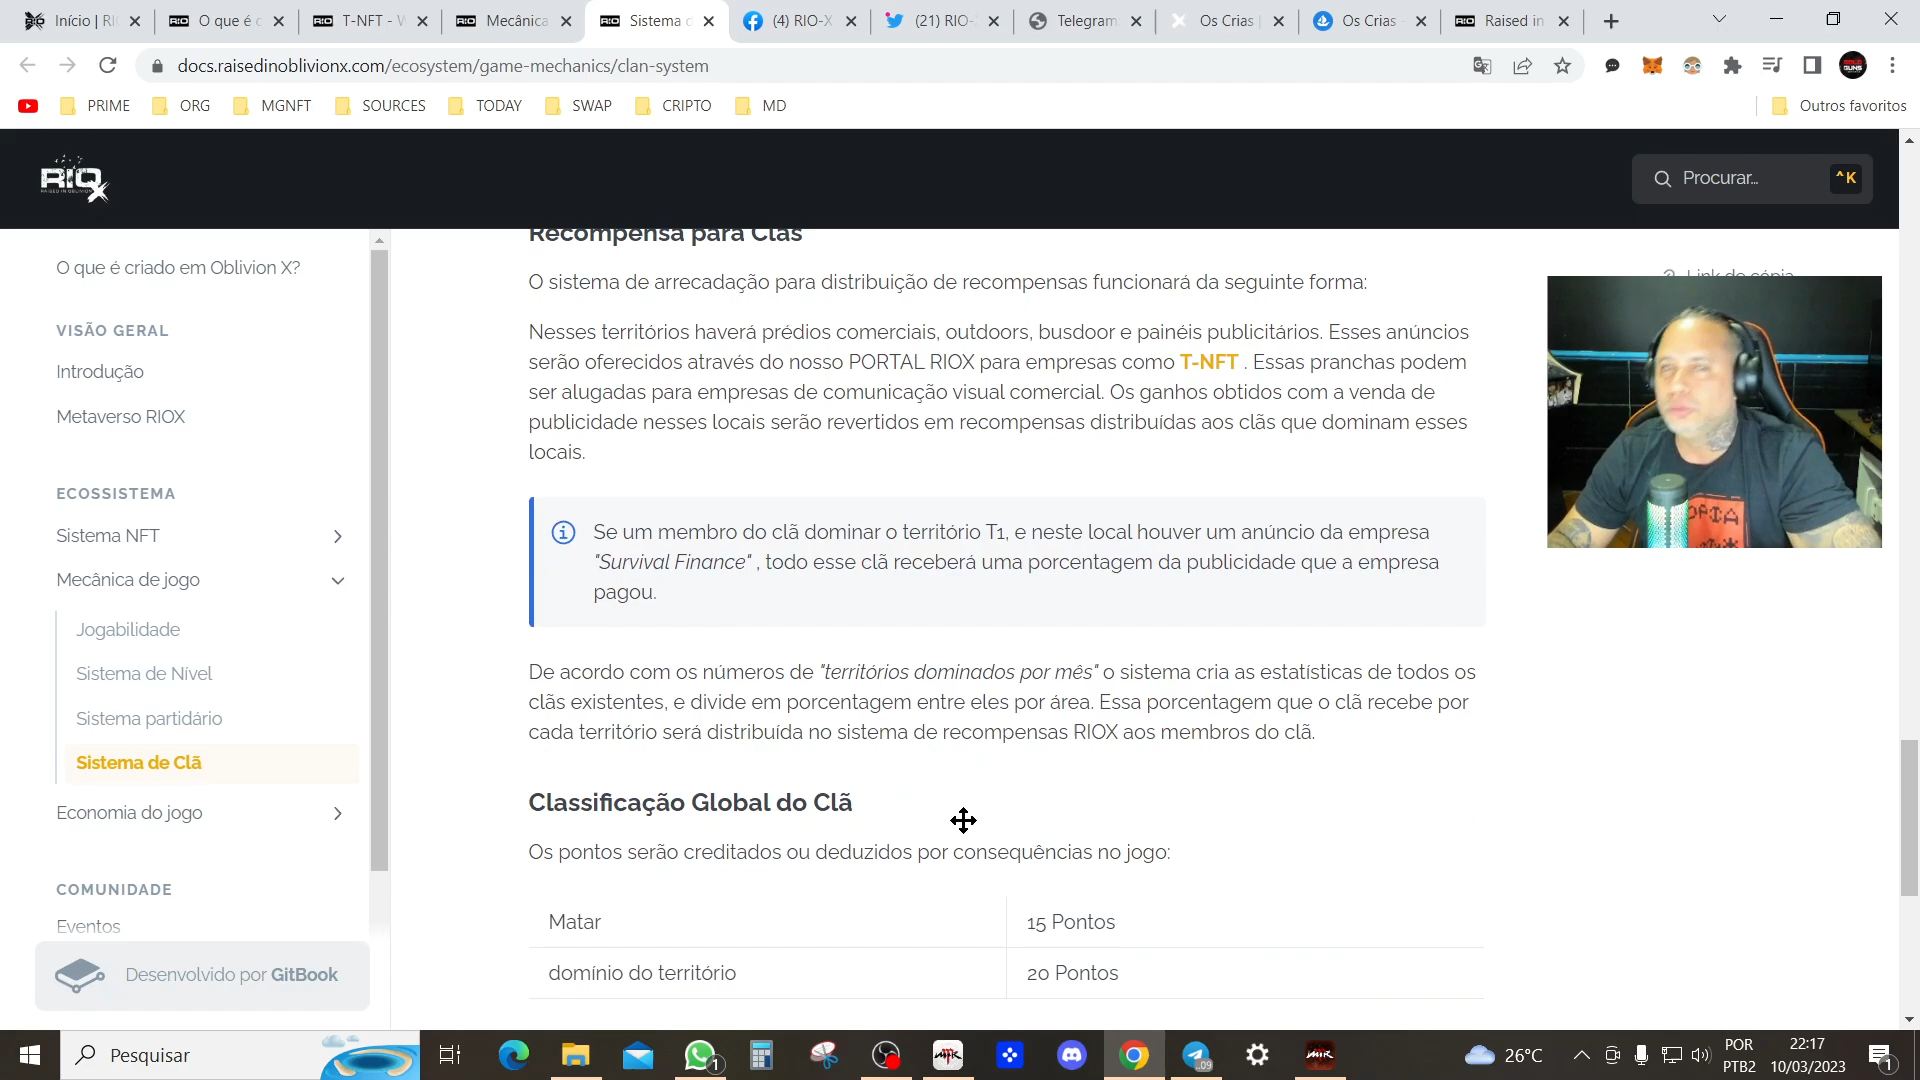 Início | RI
O que é c
T-NFT - W
Mecânica
Sistema d
(4) RIO-X
(21) RIO-
Telegram
Os Crias |
Os Crias -
Raised in
docs.raisedinoblivionx.com/ecosystem/game-mechanics/clan-system
PRIME
ORG
MGNFT
SOURCES
TODAY
SWAP
CRIPTO
MD
Outros favoritos
RIOX
RAISED IN OBLIVION
Procurar...
^K
O que é criado em Oblivion X?
VISÃO GERAL
Introdução
Metaverso RIOX
ECOSSISTEMA
Sistema NFT
Mecânica de jogo
Jogabilidade
Sistema de Nível
Sistema partidário
Sistema de Clã
Economia do jogo
COMUNIDADE
Eventos
Desenvolvido por GitBook
Recompensa para Clãs
O sistema de arrecadação para distribuição de recompensas funcionará da seguinte forma:
Nesses territórios haverá prédios comerciais, outdoors, busdoor e painéis publicitários. Esses anúncios
serão oferecidos através do nosso PORTAL RIOX para empresas como T-NFT . Essas pranchas podem
ser alugadas para empresas de comunicação visual comercial. Os ganhos obtidos com a venda de
publicidade nesses locais serão revertidos em recompensas distribuídas aos clãs que dominam esses
locais.
Se um membro do clã dominar o território T1, e neste local houver um anúncio da empresa
"Survival Finance" , todo esse clã receberá uma porcentagem da publicidade que a empresa
pagou.
De acordo com os números de "territórios dominados por mês" o sistema cria as estatísticas de todos os
clãs existentes, e divide em porcentagem entre eles por área. Essa porcentagem que o clã recebe por
cada território será distribuída no sistema de recompensas RIOX aos membros do clã.
Classificação Global do Clã
Os pontos serão creditados ou deduzidos por consequências no jogo:
Matar
15 Pontos
domínio do território
20 Pontos
Link de cópia
Pesquisar
1
.09
26°C
POR
PTB2
22:17
10/03/2023
1